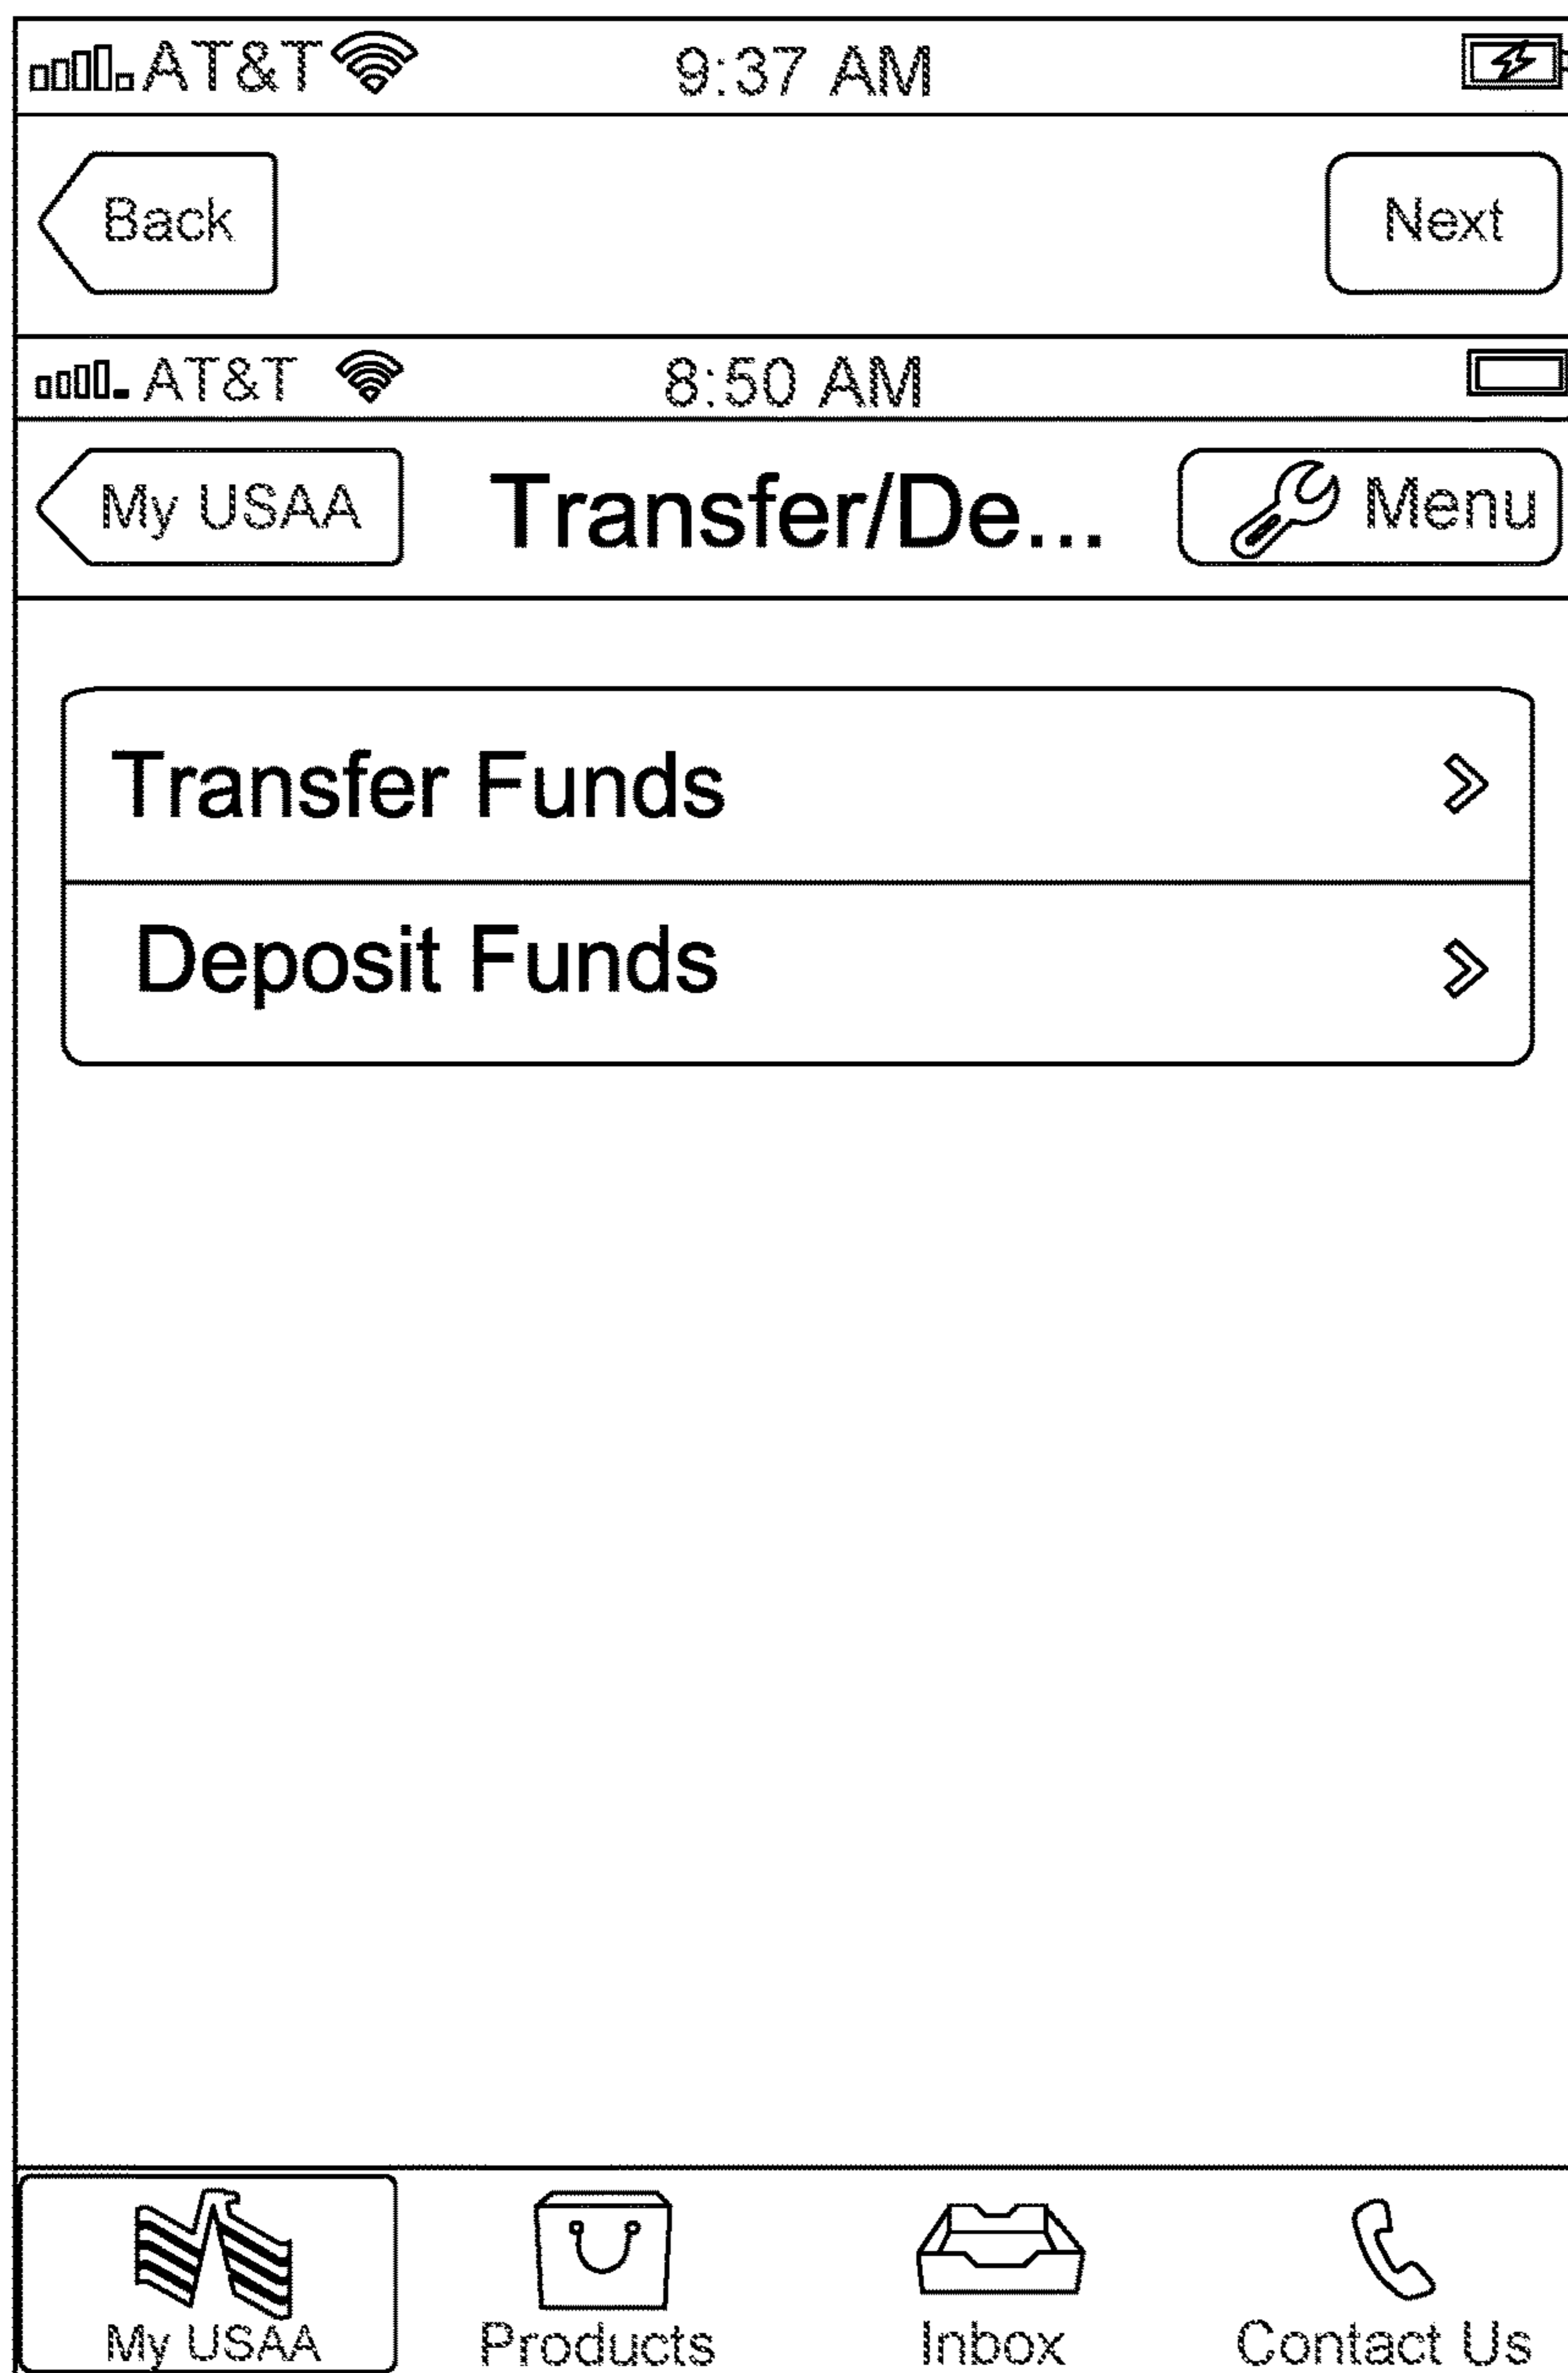 AT&T 9:37 AM
Back Next
AT&T 8:50 AM
My USAA Transfer/De... Menu
Transfer Funds
Deposit Funds
My USAA Products Inbox Contact Us